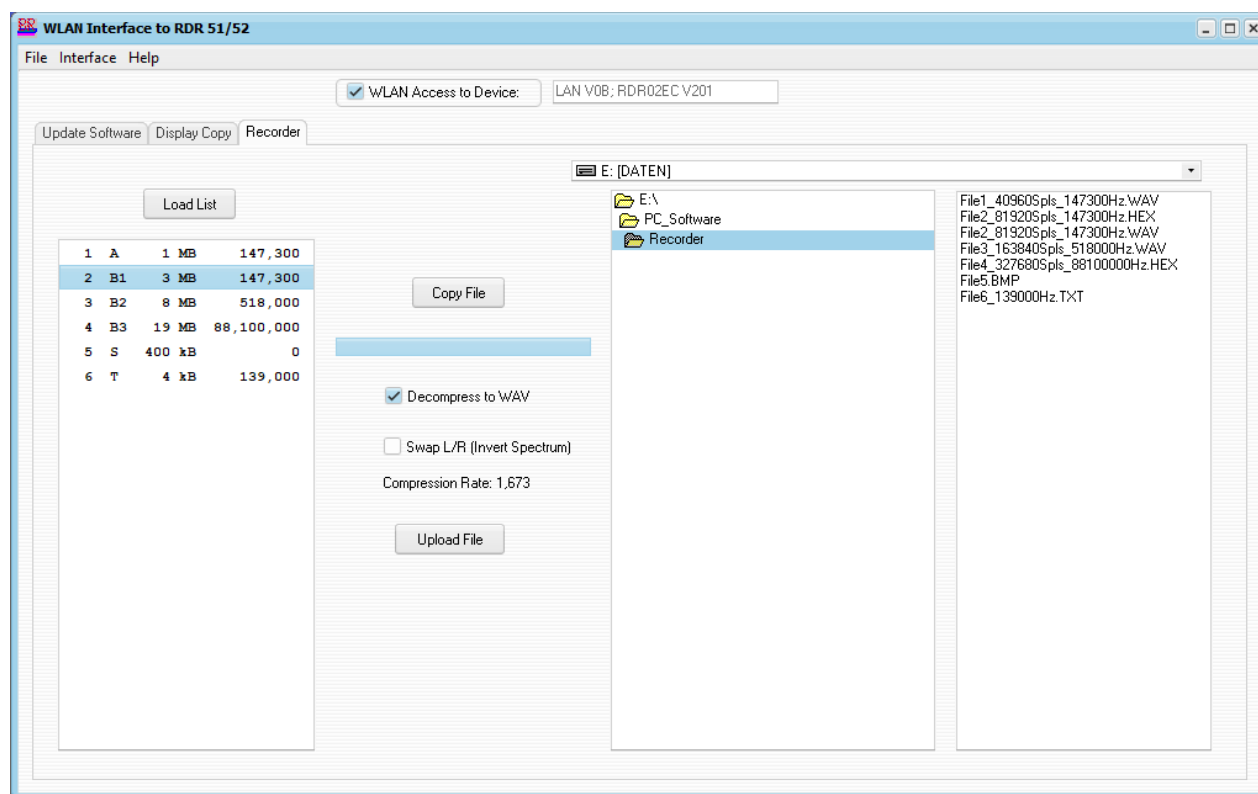 WLAN Interface to RDR 51/52
File Interface Help
WLAN Access to Device: LAN V0B; RDR02EC V201
Update Software Display Copy Recorder
E: [DATEN]
Load List
1 A 1 MB 147,300
2 B1 3 MB 147,300
3 B2 8 MB 518,000
4 B3 19 MB 88,100,000
5 S 400 kB 0
6 T 4 kB 139,000
Copy File
Decompress to WAV
Swap L/R (Invert Spectrum)
Compression Rate: 1,673
Upload File
E:\
PC_Software
Recorder
File1_40960Spls_147300Hz.WAV
File2_81920Spls_147300Hz.HEX
File2_81920Spls_147300Hz.WAV
File3_163840Spls_518000Hz.WAV
File4_327680Spls_88100000Hz.HEX
File5.BMP
File6_139000Hz.TXT